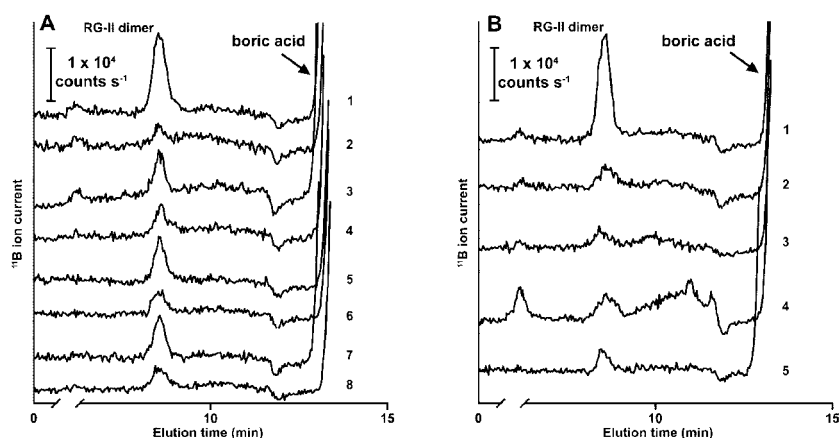 A
RG-II dimer
boric acid
1 x 10⁴
counts s⁻¹
1
2
3
4
5
6
7
8
¹¹B ion current
0
10
15
Elution time (min)
B
RG-II dimer
boric acid
1 x 10⁴
counts s⁻¹
1
2
3
4
5
¹¹B ion current
0
10
15
Elution time (min)